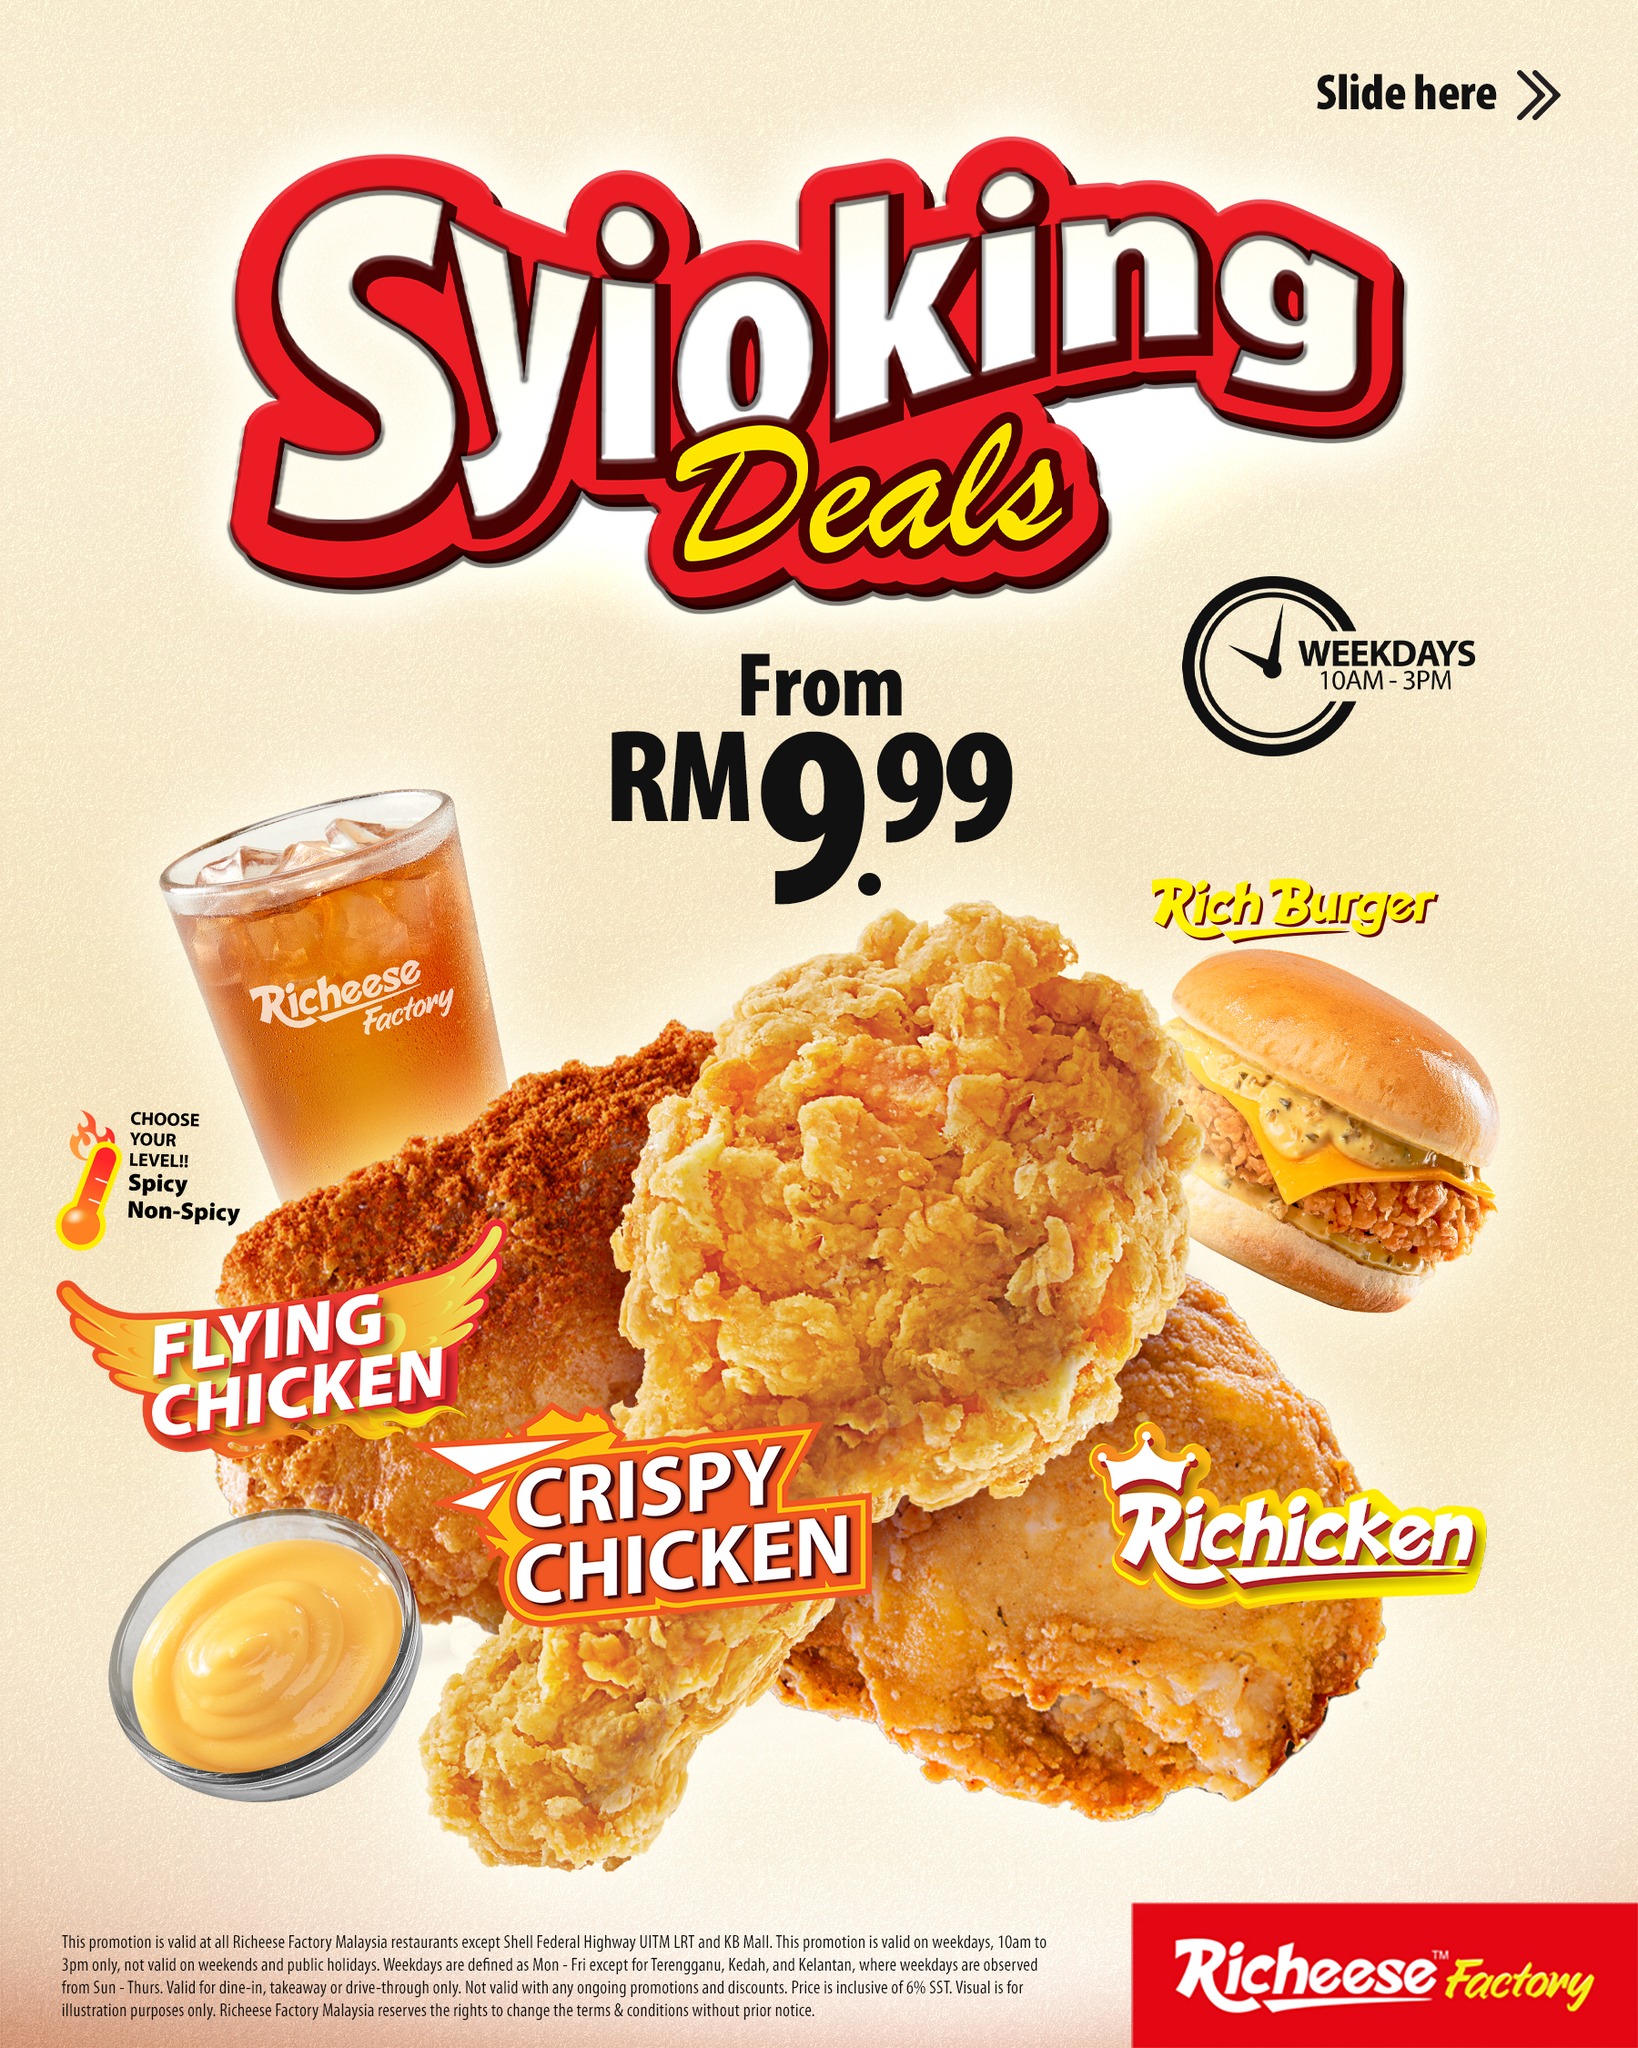 Slide here
Syioking
Deals
WEEKDAYS
10AM - 3PM
From
RM9.99
Rich Burger
Richeese
Factory
CHOOSE
YOUR
LEVEL!!
Spicy
Non-Spicy
FLYING
CHICKEN
CRISPY
CHICKEN
Richicken
This promotion is valid at all Richeese Factory Malaysia restaurants except Shell Federal Highway UITM LRT and KB Mall. This promotion is valid on weekdays, 10am to
3pm only, not valid on weekends and public holidays. Weekdays are defined as Mon - Fri except for Terengganu, Kedah, and Kelantan, where weekdays are observed
from Sun - Thurs. Valid for dine-in, takeaway or drive-through only. Not valid with any ongoing promotions and discounts. Price is inclusive of 6% SST. Visual is for
illustration purposes only. Richeese Factory Malaysia reserves the rights to change the terms & conditions without prior notice.
Richeese™ Factory